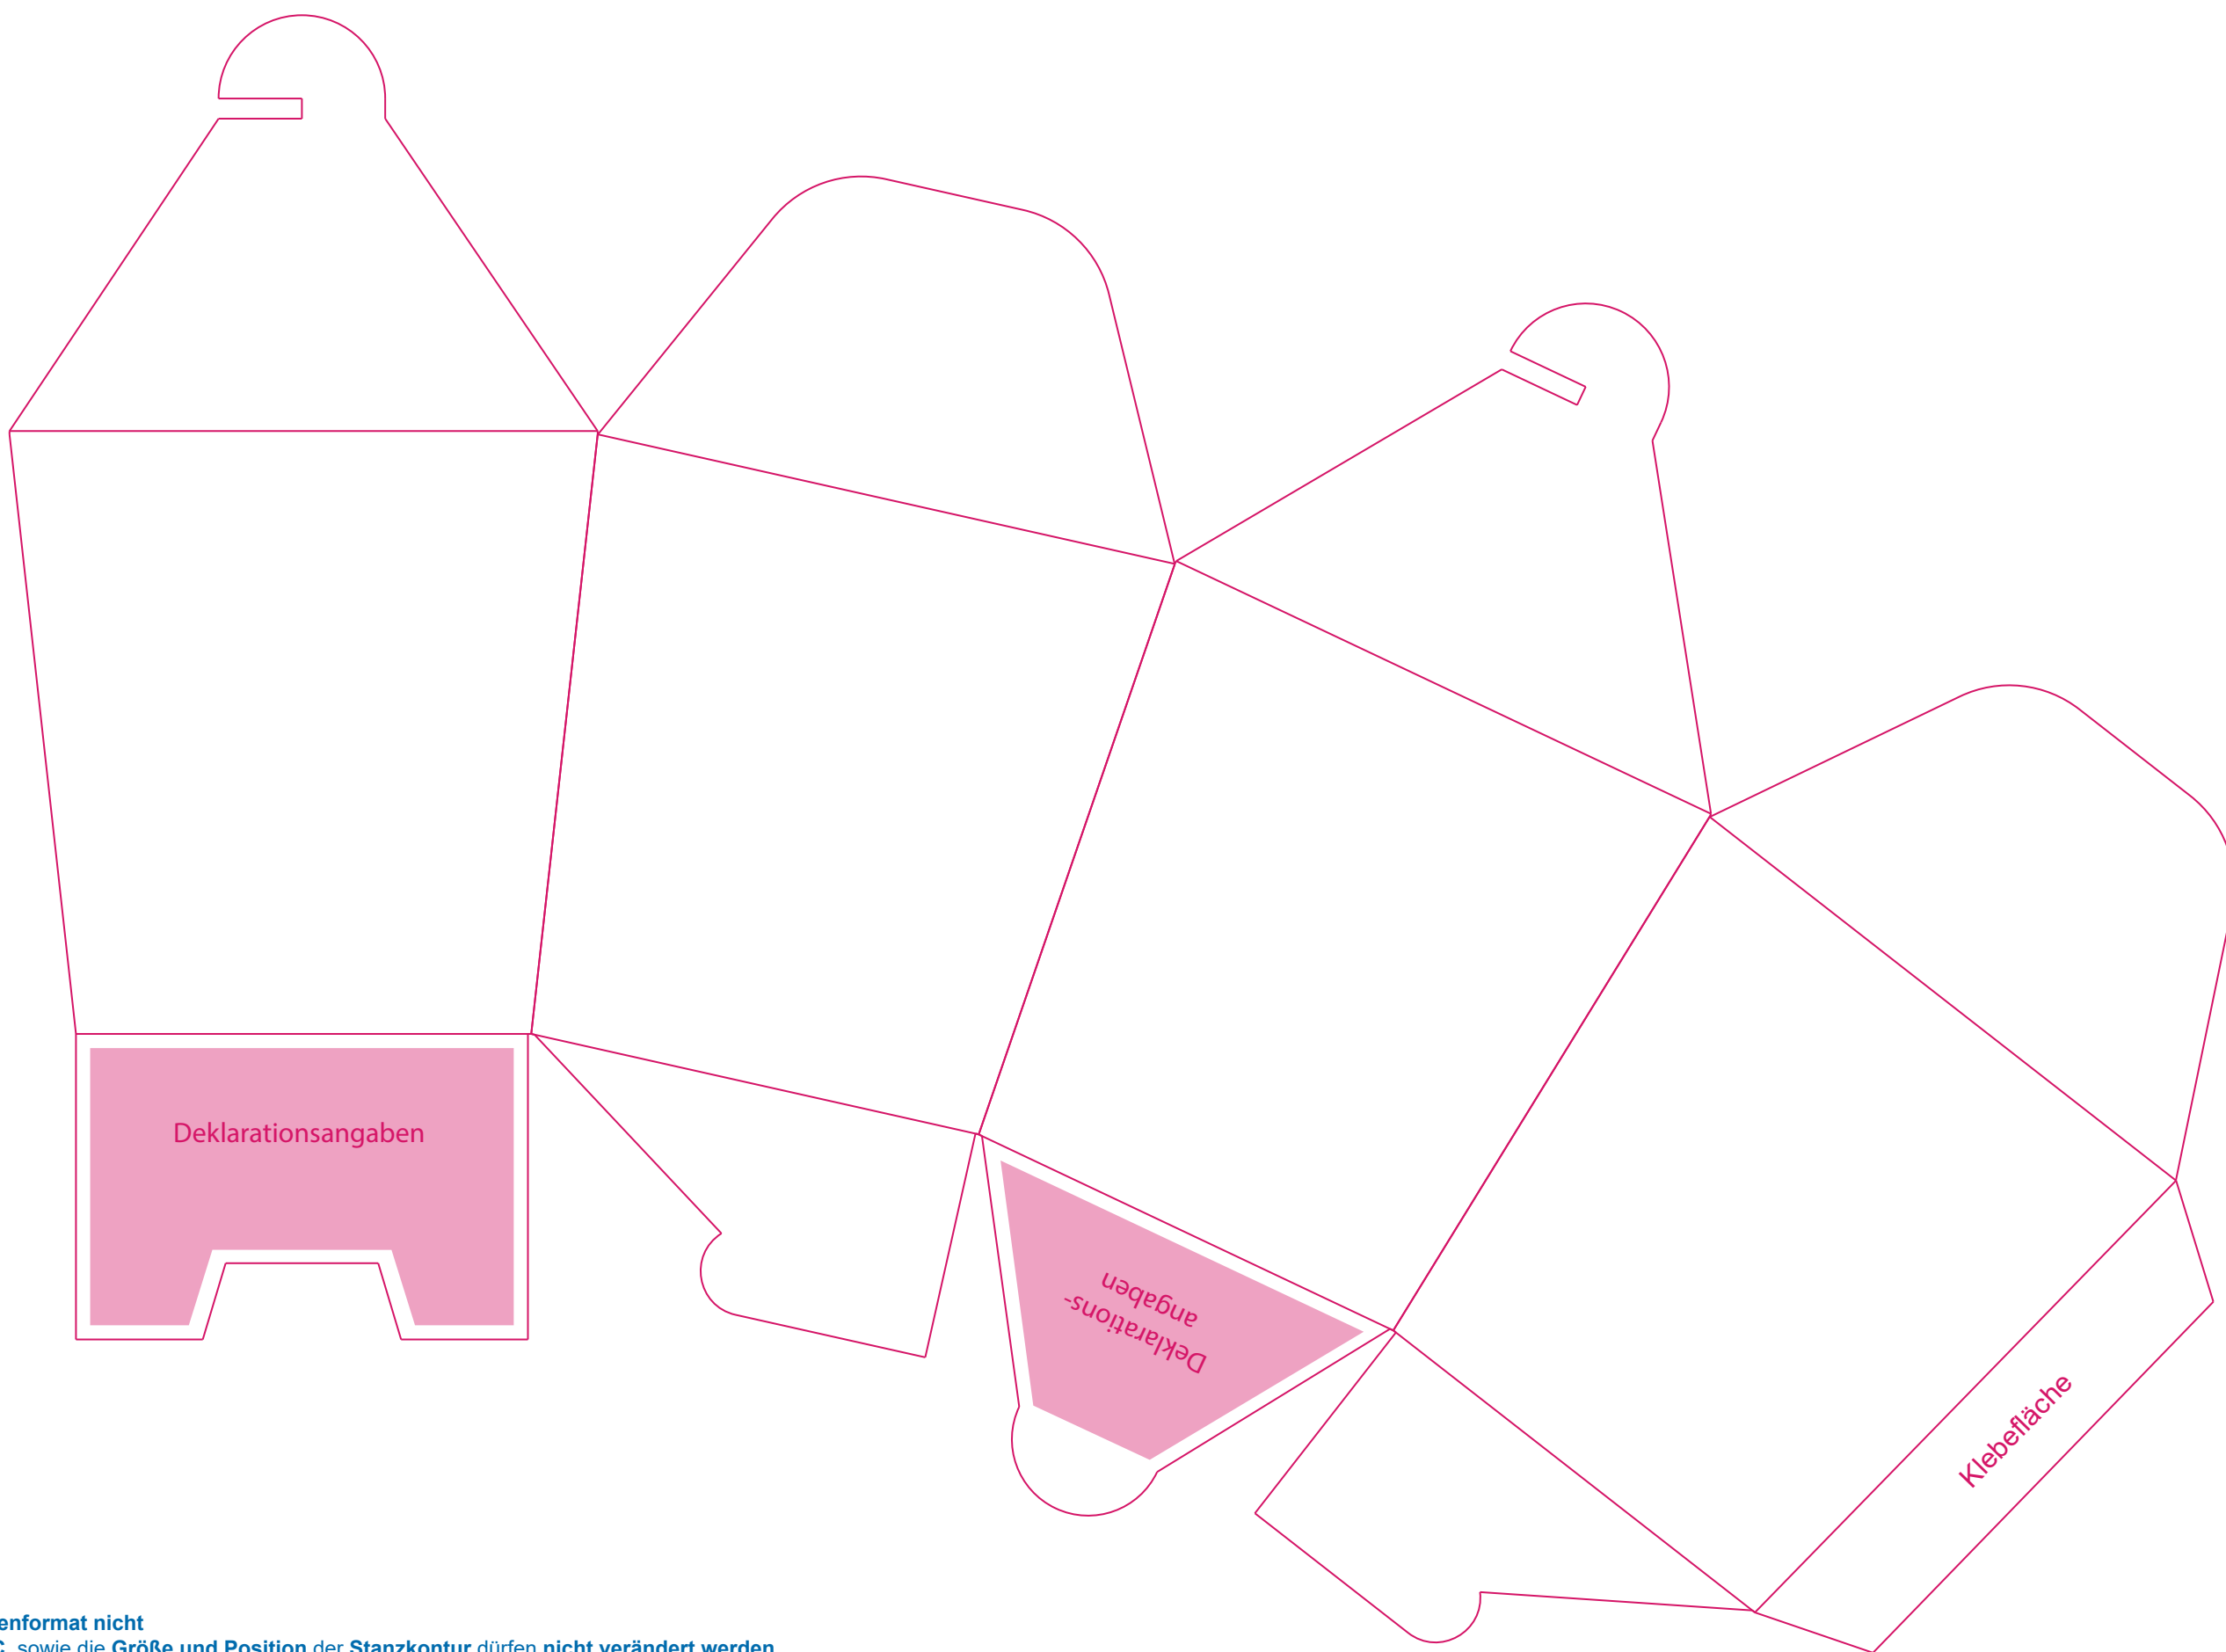 Deklarationsangaben
Deklarations-
angaben
Klebefläche
enformat nicht
sowie die Größe und Position der Stanzkontur dürfen nicht verändert werden